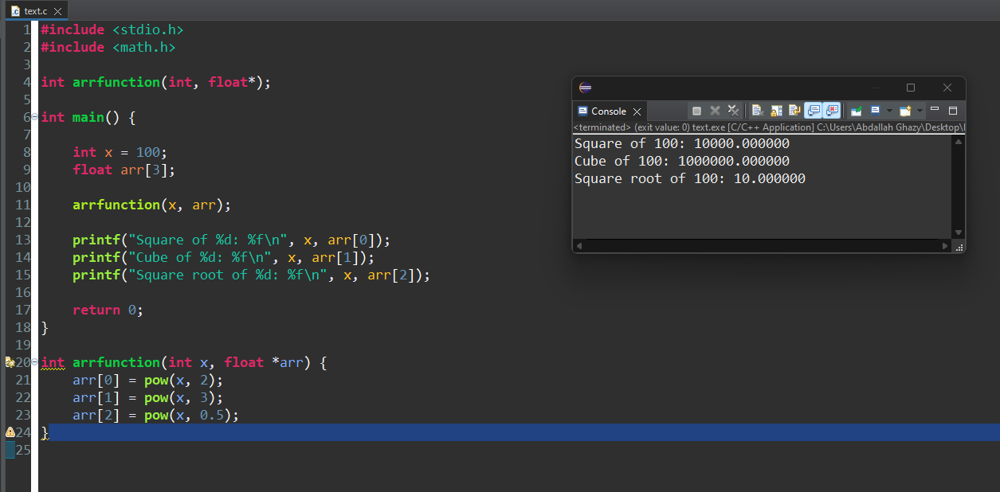 text.c
1 #include <stdio.h>
2 #include <math.h>
3
4 int arrfunction(int, float*);
5
6 int main() {
7
8     int x = 100;
9     float arr[3];
10
11     arrfunction(x, arr);
12
13     printf("Square of %d: %f\n", x, arr[0]);
14     printf("Cube of %d: %f\n", x, arr[1]);
15     printf("Square root of %d: %f\n", x, arr[2]);
16
17     return 0;
18 }
19
20 int arrfunction(int x, float *arr) {
21     arr[0] = pow(x, 2);
22     arr[1] = pow(x, 3);
23     arr[2] = pow(x, 0.5);
24 }
25
Console
<terminated> (exit value: 0) text.exe [C/C++ Application] C:\Users\Abdallah Ghazy\Desktop\
Square of 100: 10000.000000
Cube of 100: 1000000.000000
Square root of 100: 10.000000